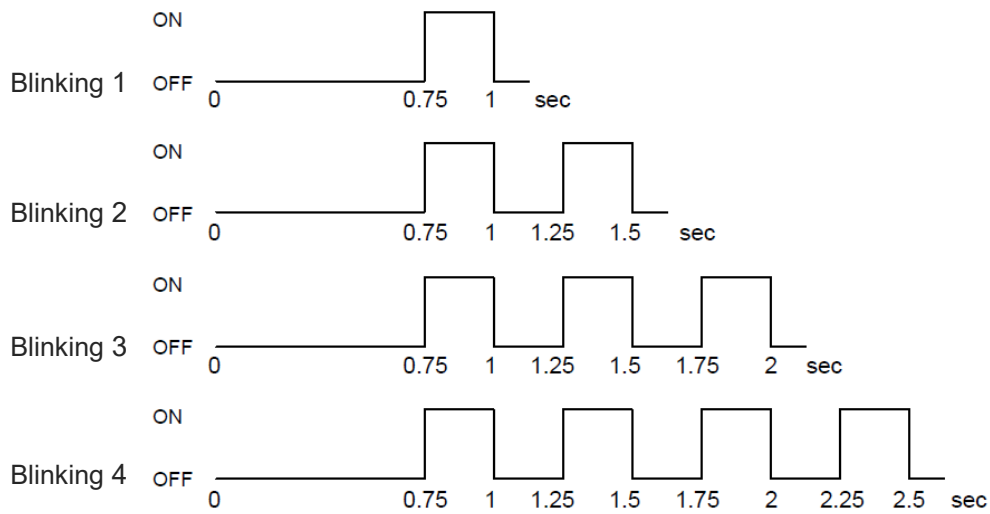 ON
Blinking 1 OFF
0 0.75 1 sec
ON
Blinking 2 OFF
0 0.75 1 1.25 1.5 sec
ON
Blinking 3 OFF
0 0.75 1 1.25 1.5 1.75 2 sec
ON
Blinking 4 OFF
0 0.75 1 1.25 1.5 1.75 2 2.25 2.5 sec